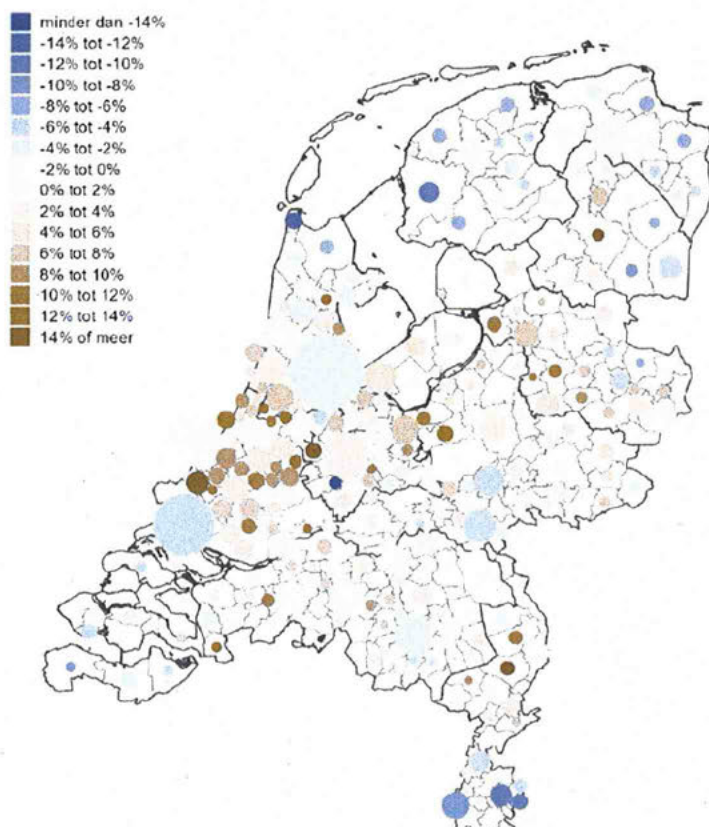 minder dan -14%
-14% tot -12%
-12% tot -10%
-10% tot -8%
-8% tot -6%
-6% tot -4%
-4% tot -2%
-2% tot 0%
0% tot 2%
2% tot 4%
4% tot 6%
6% tot 8%
8% tot 10%
10% tot 12%
12% tot 14%
14% of meer